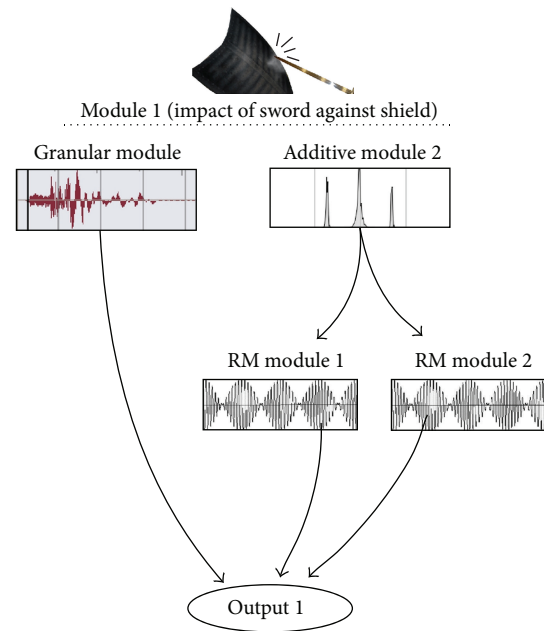 Module 1 (impact of sword against shield)
Granular module
Additive module 2
RM module 1
RM module 2
Output 1